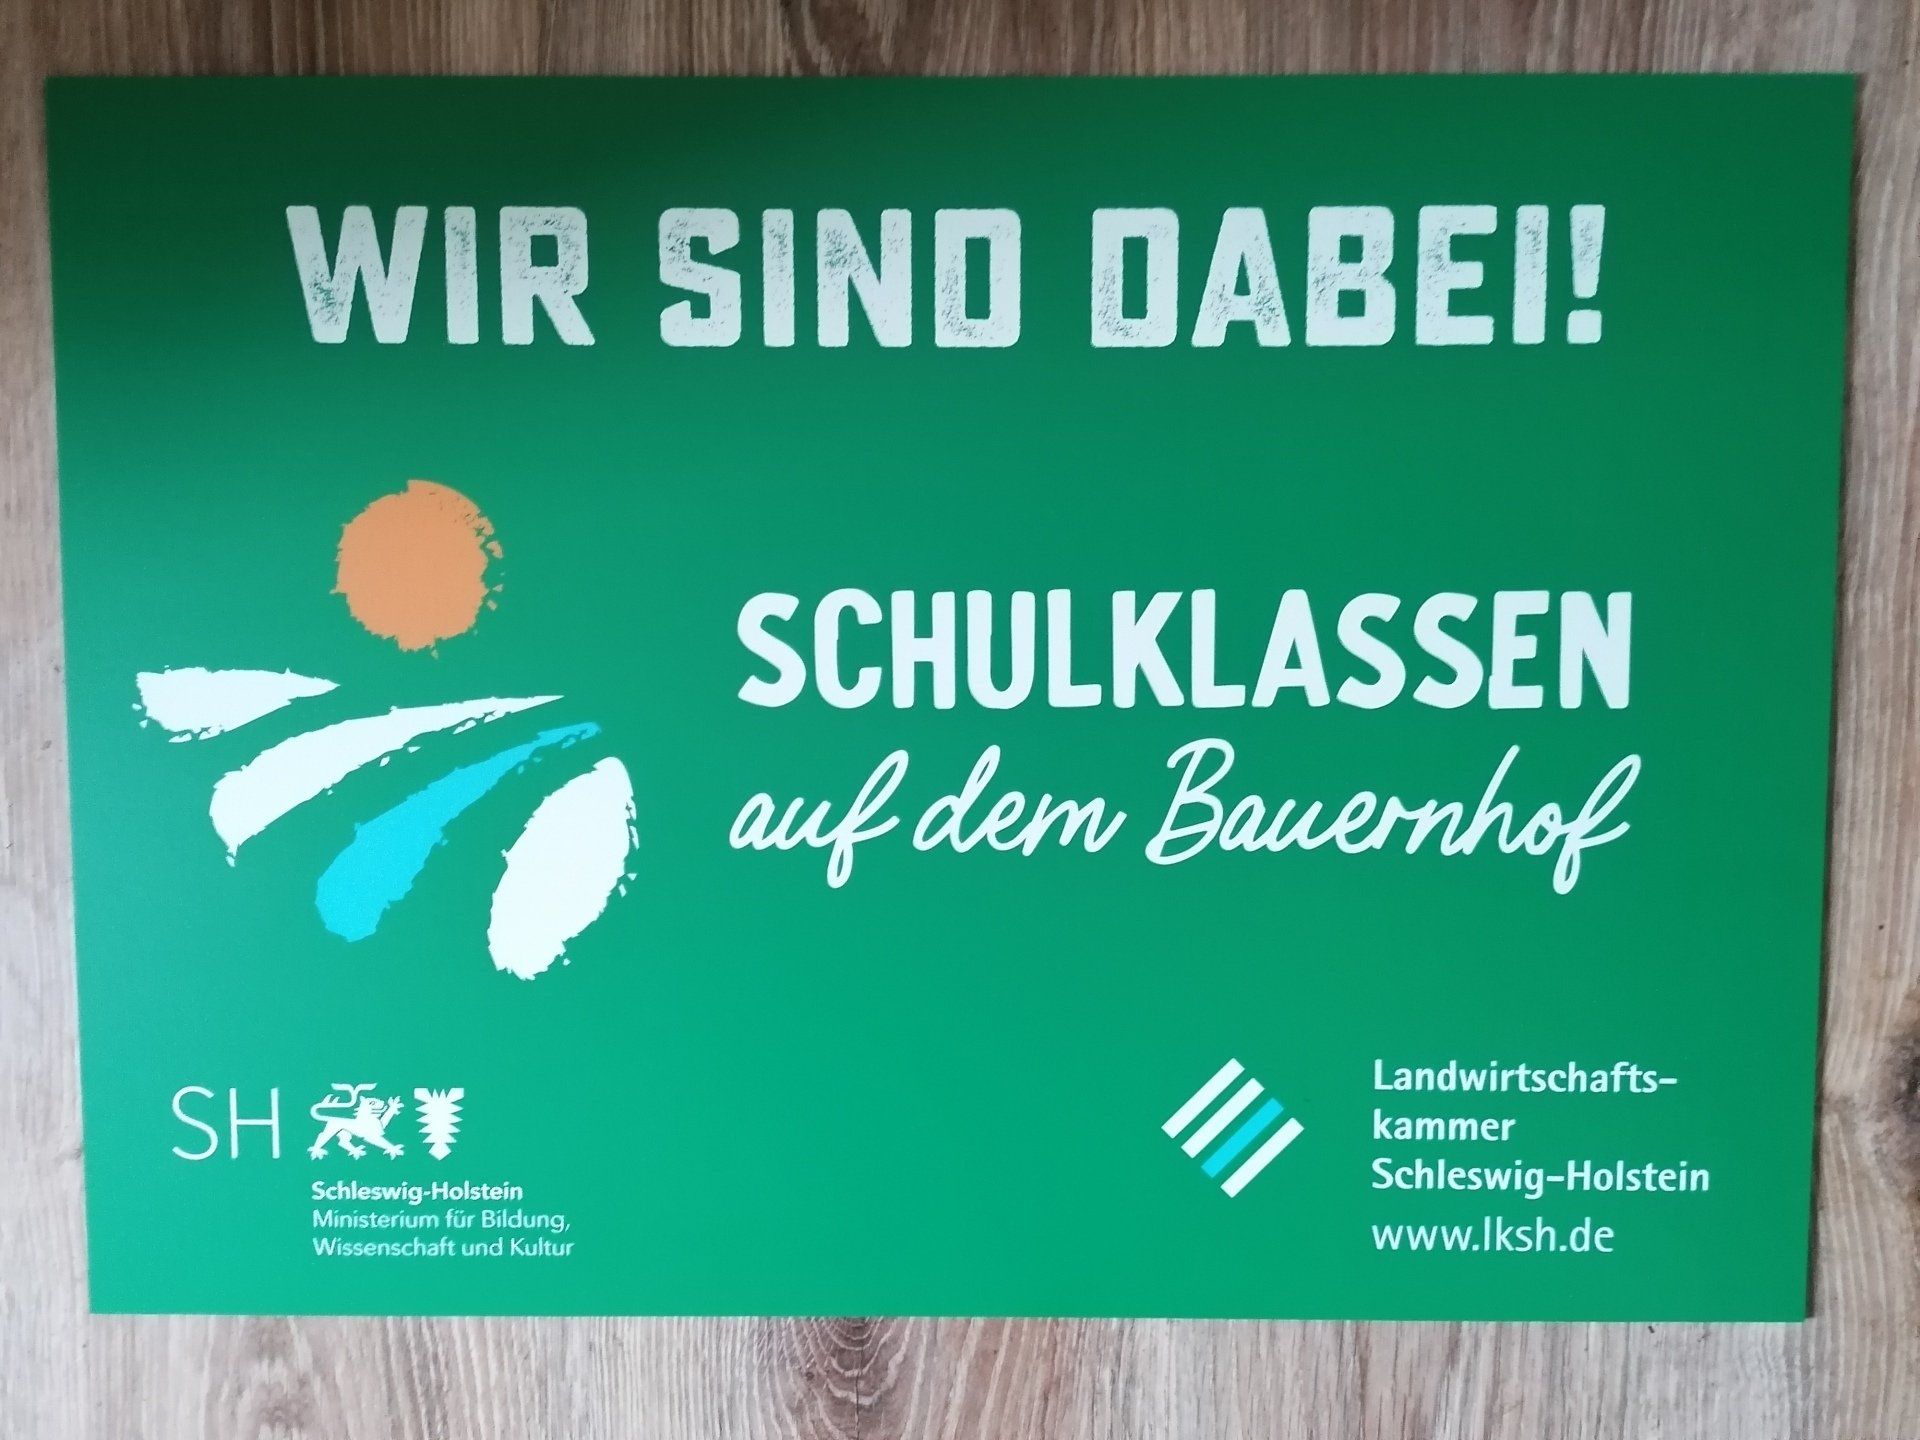 WIR SIND DABEI!
SCHULKLASSEN
auf dem Bauernhof
SH
Schleswig-Holstein
Ministerium für Bildung,
Wissenschaft und Kultur
Landwirtschafts-
kammer
Schleswig-Holstein
www.lksh.de